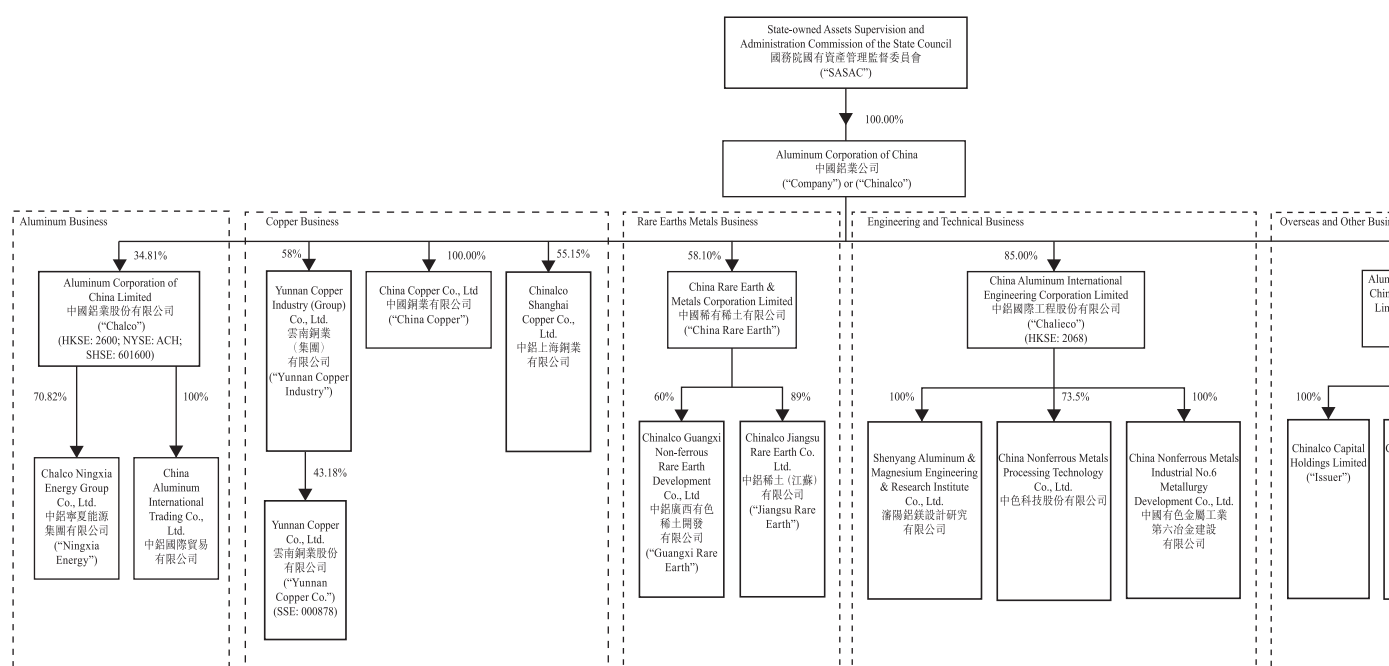 State-owned Assets Supervision and
Administration Commission of the State Council
國務院國有資產管理監督委員會
(“SASAC”)
100.00%
Aluminum Corporation of China
中國鋁業公司
(“Company”) or (“Chinalco”)
Aluminum Business
34.81%
Aluminum Corporation of
China Limited
中國鋁業股份有限公司
(“Chalco”)
(HKSE: 2600; NYSE: ACH;
SHSE: 601600)
70.82%
100%
Chalco Ningxia
Energy Group
Co., Ltd.
中鋁寧夏能源
集團有限公司
(“Ningxia
Energy”)
China
Aluminum
International
Trading Co.,
Ltd.
中鋁國際貿易
有限公司
Copper Business
58%
Yunnan Copper
Industry (Group)
Co., Ltd.
雲南銅業
(集團)
有限公司
(“Yunnan Copper
Industry”)
43.18%
Yunnan Copper
Co., Ltd.
雲南銅業股份
有限公司
(“Yunnan
Copper Co.”)
(SSE: 000878)
100.00%
China Copper Co., Ltd
中國銅業有限公司
(“China Copper”)
55.15%
Chinalco
Shanghai
Copper Co.,
Ltd.
中鋁上海銅業
有限公司
Rare Earths Metals Business
58.10%
China Rare Earth &
Metals Corporation Limited
中國稀有稀土有限公司
(“China Rare Earth”)
60%
89%
Chinalco Guangxi
Non-ferrous
Rare Earth
Development
Co., Ltd
中鋁廣西有色
稀土開發
有限公司
(“Guangxi Rare
Earth”)
Chinalco Jiangsu
Rare Earth Co.
Ltd.
中鋁稀土（江蘇）
有限公司
(“Jiangsu Rare
Earth”)
Engineering and Technical Business
85.00%
China Aluminum International
Engineering Corporation Limited
中鋁國際工程股份有限公司
(“Chalieco”)
(HKSE: 2068)
100%
73.5%
100%
Shenyang Aluminum &
Magnesium Engineering
& Research Institute
Co., Ltd.
瀋陽鋁鎂設計研究
有限公司
China Nonferrous Metals
Processing Technology
Co., Ltd.
中色科技股份有限公司
China Nonferrous Metals
Industrial No.6
Metallurgy
Development Co., Ltd.
中國有色金屬工業
第六冶金建設
有限公司
Overseas and Other
100%
Chinalco Capital
Holdings Limited
(“Issuer”)